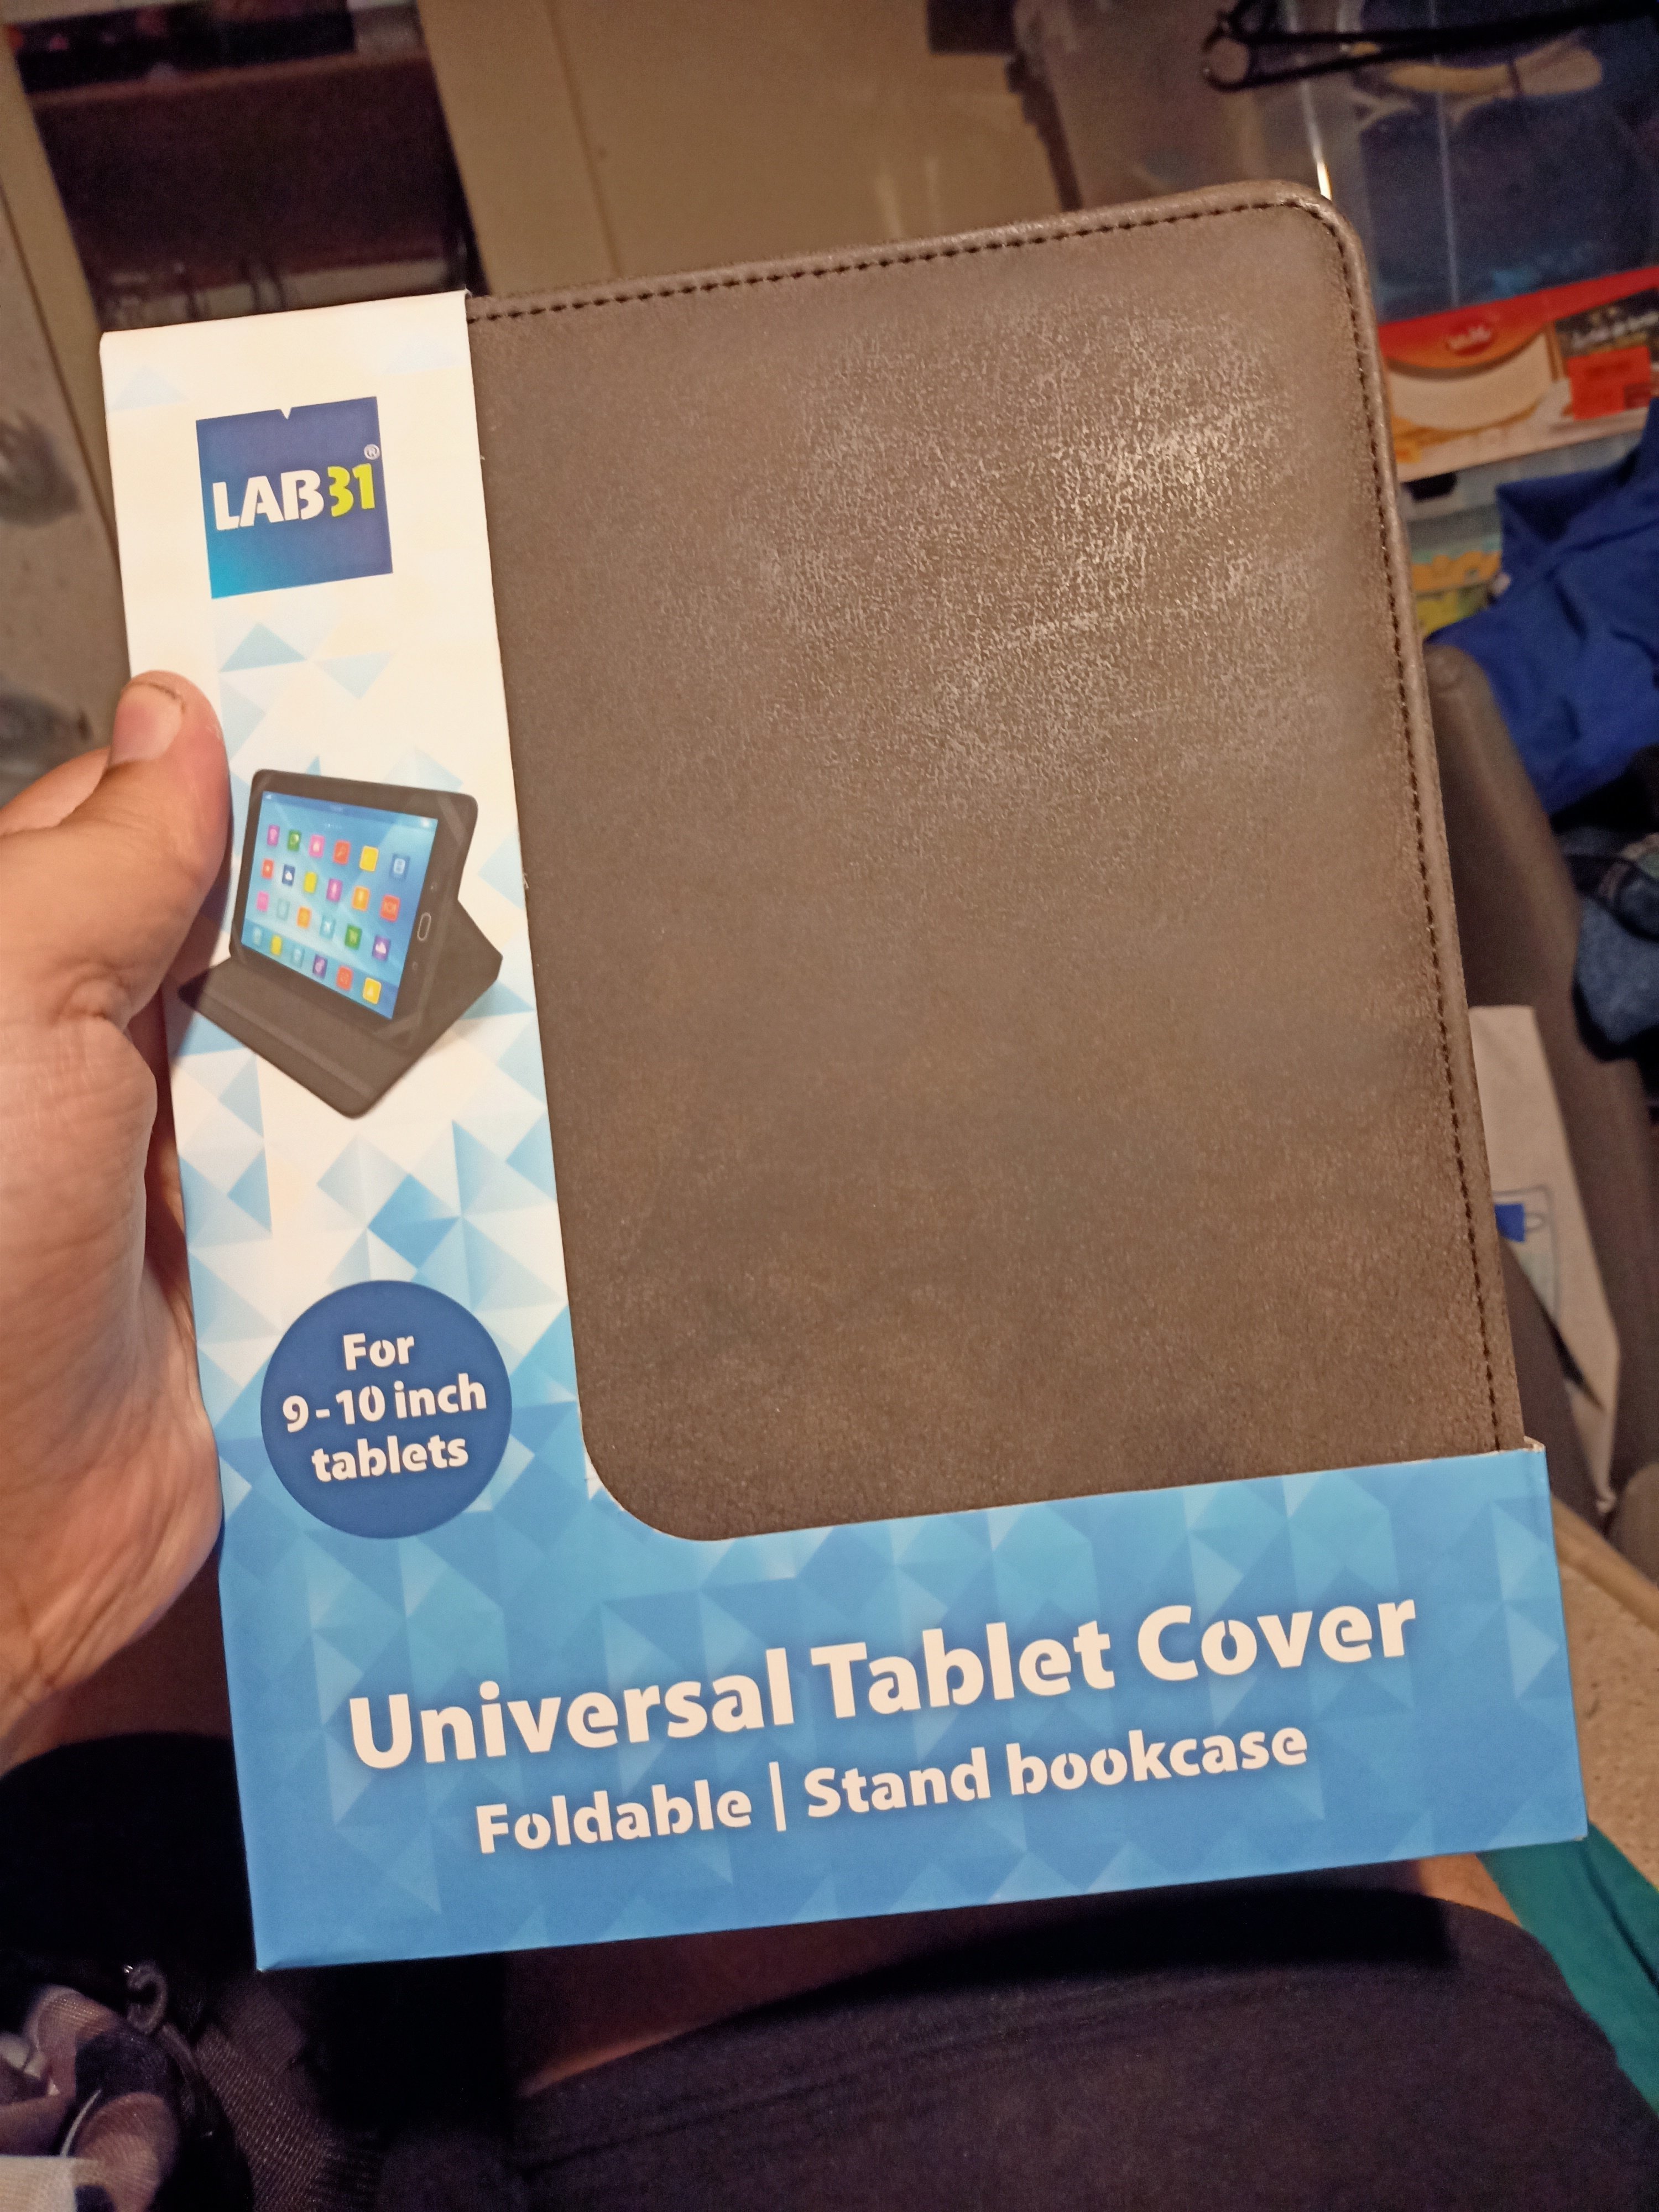 LAB31®
For
9-10 inch
tablets
Universal Tablet Cover
Foldable | Stand bookcase